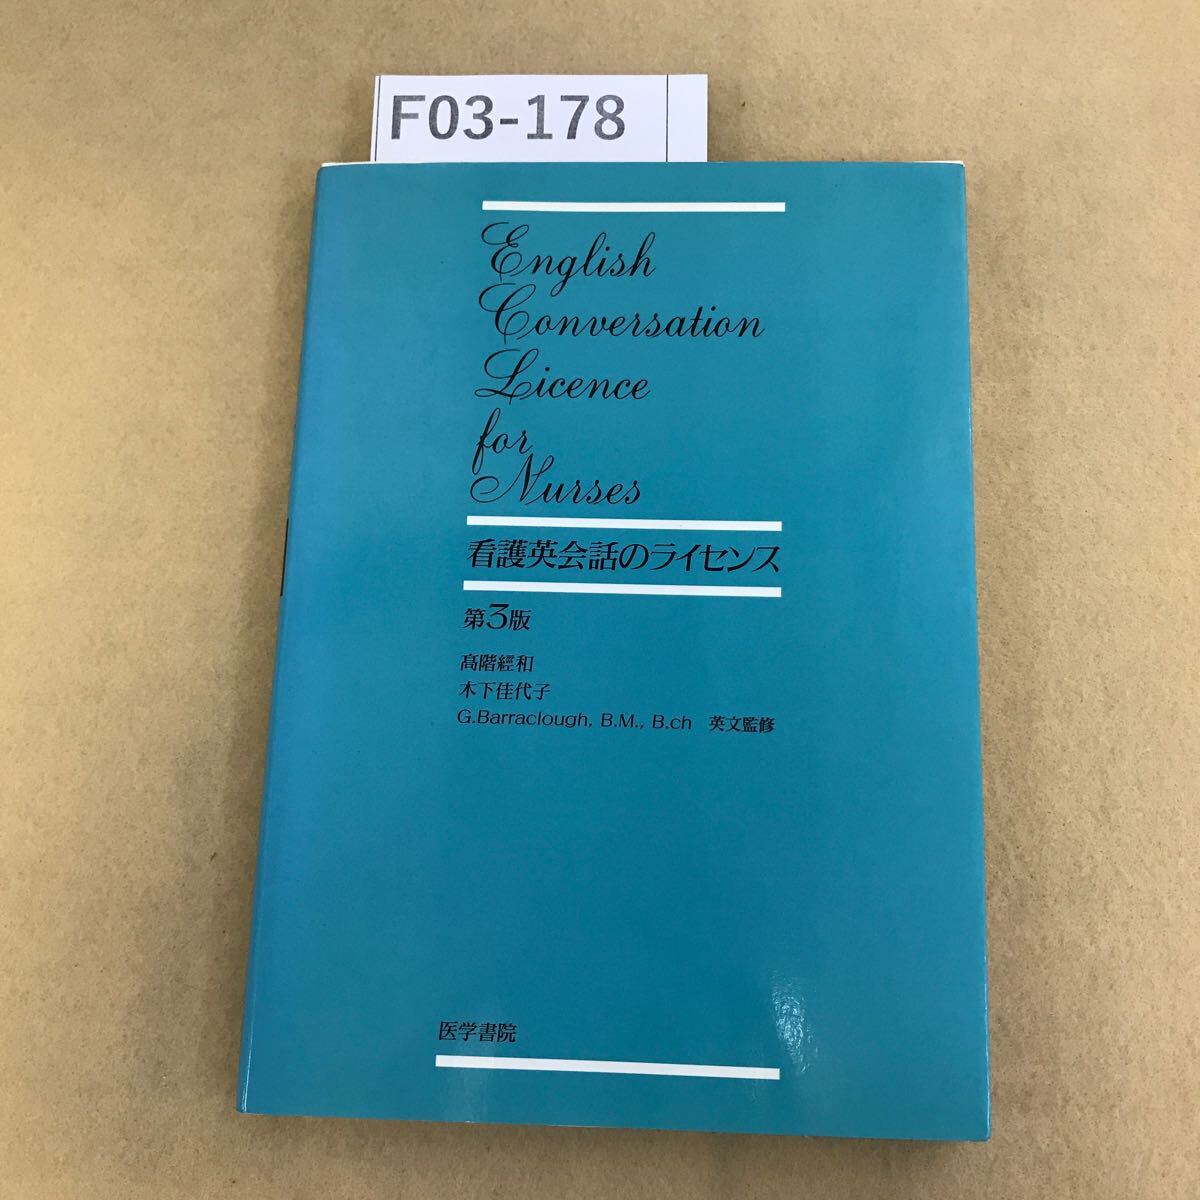 F03-178
English
Conversation
Licence
for
Nurses
看護英会話のライセンス
第3版
高階經和
木下佳代子
G.Barraclough, B.M., B.ch 英文監修
医学書院